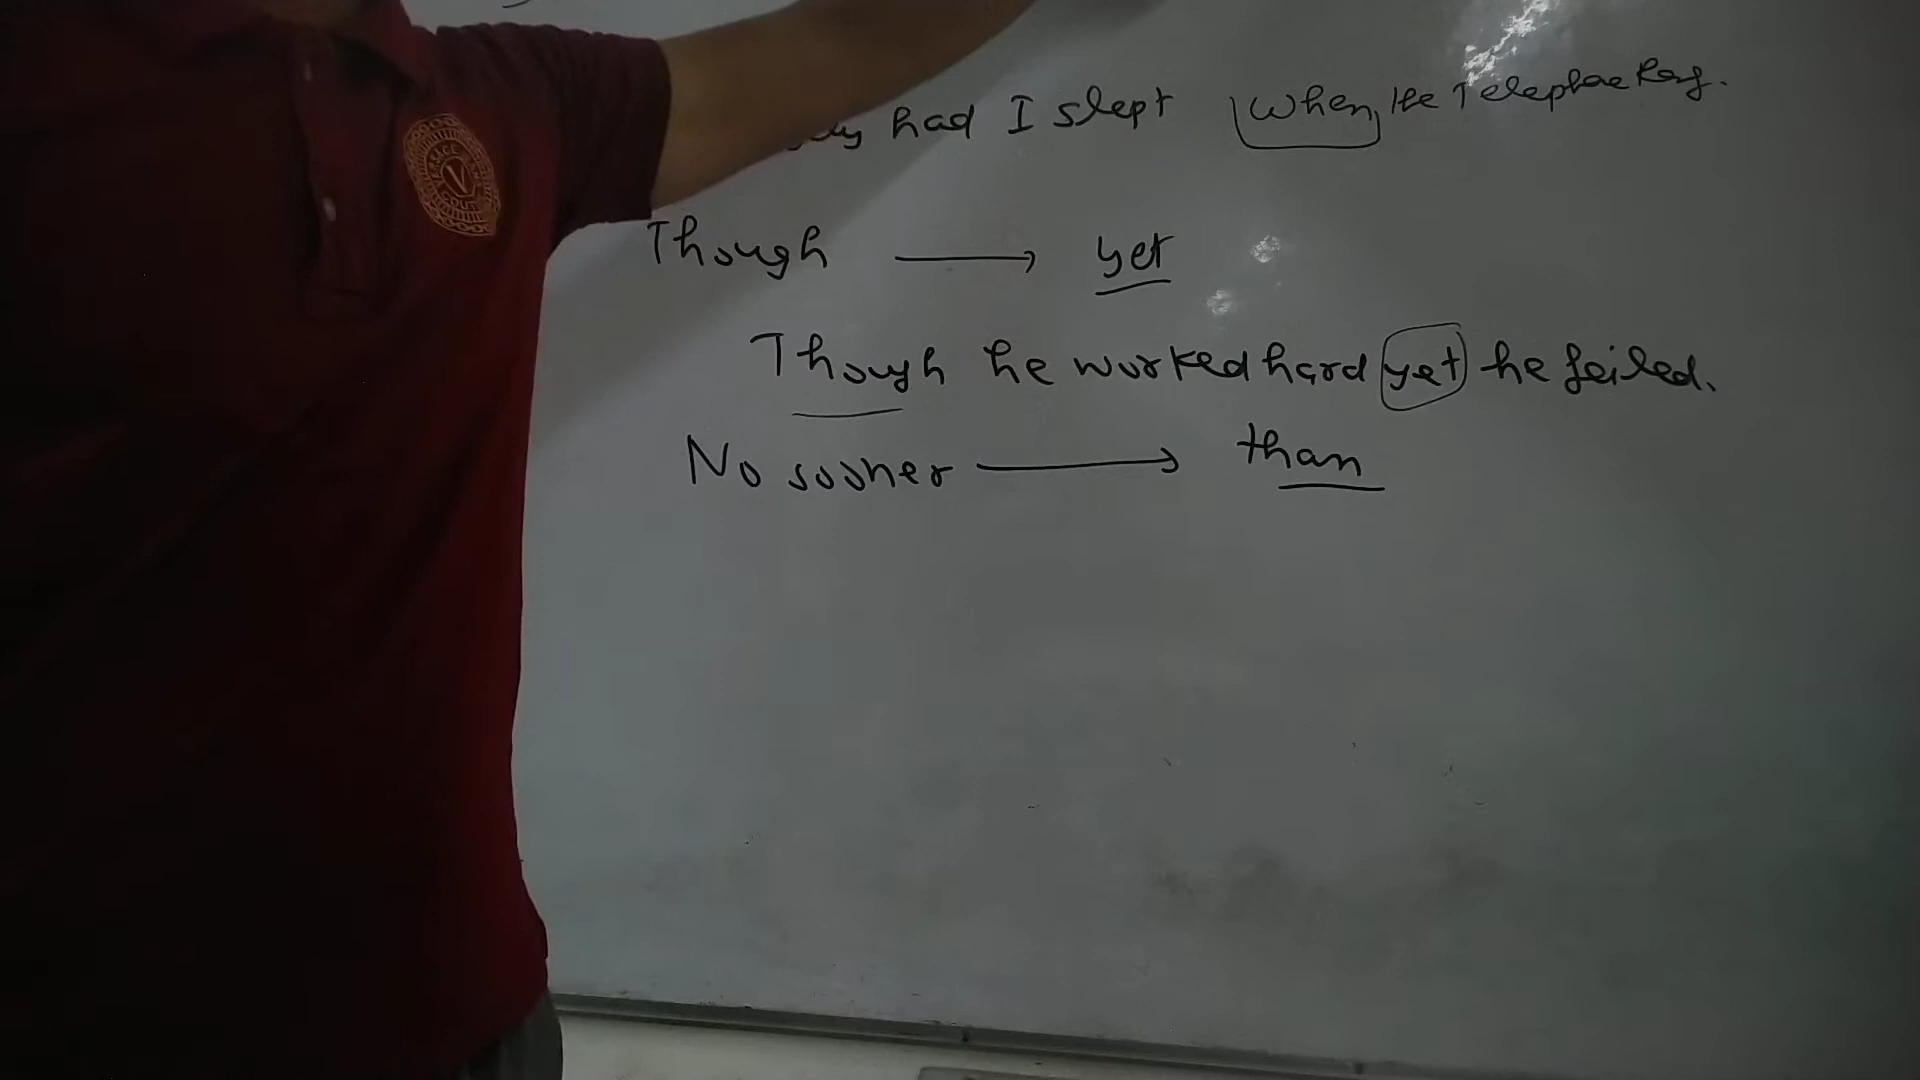 had I slept when the Telephone Rang.
Though → yet
Though he worked hard yet he failed.
No sooner → than
V